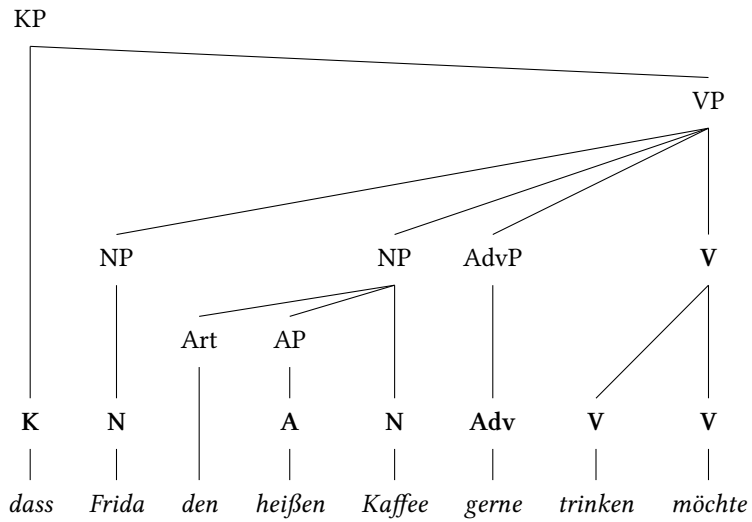 KP
VP
NP NP AdvP V
Art AP
K N A N Adv V V
dass Frida den heißen Kaffee gerne trinken möchte